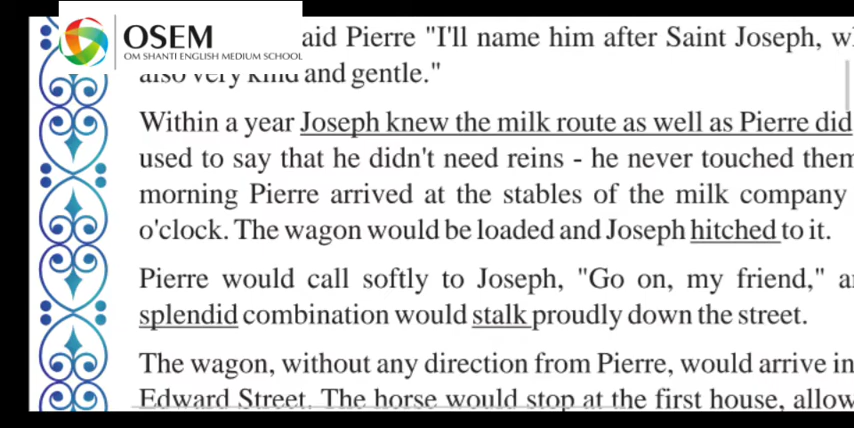 OSEM
OM SHANTI ENGLISH MEDIUM SCHOOL
aid Pierre "I'll name him after Saint Joseph, w
also very kind and gentle."
Within a year Joseph knew the milk route as well as Pierre did
used to say that he didn't need reins - he never touched them
morning Pierre arrived at the stables of the milk company
o'clock. The wagon would be loaded and Joseph hitched to it.
Pierre would call softly to Joseph, "Go on, my friend," a
splendid combination would stalk proudly down the street.
The wagon, without any direction from Pierre, would arrive in
Edward Street. The horse would stop at the first house, allow